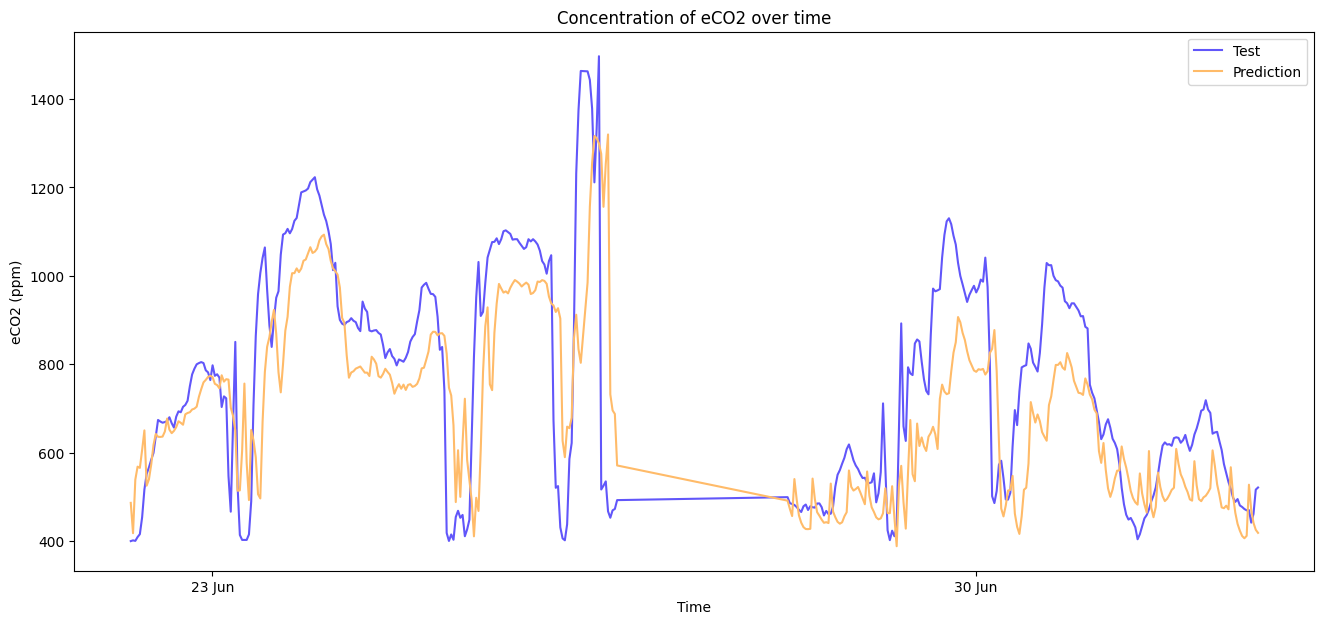 Concentration of eCO2 over time
Test
Prediction
eCO2 (ppm)
1400
1200
1000
800
600
400
23 Jun
30 Jun
Time